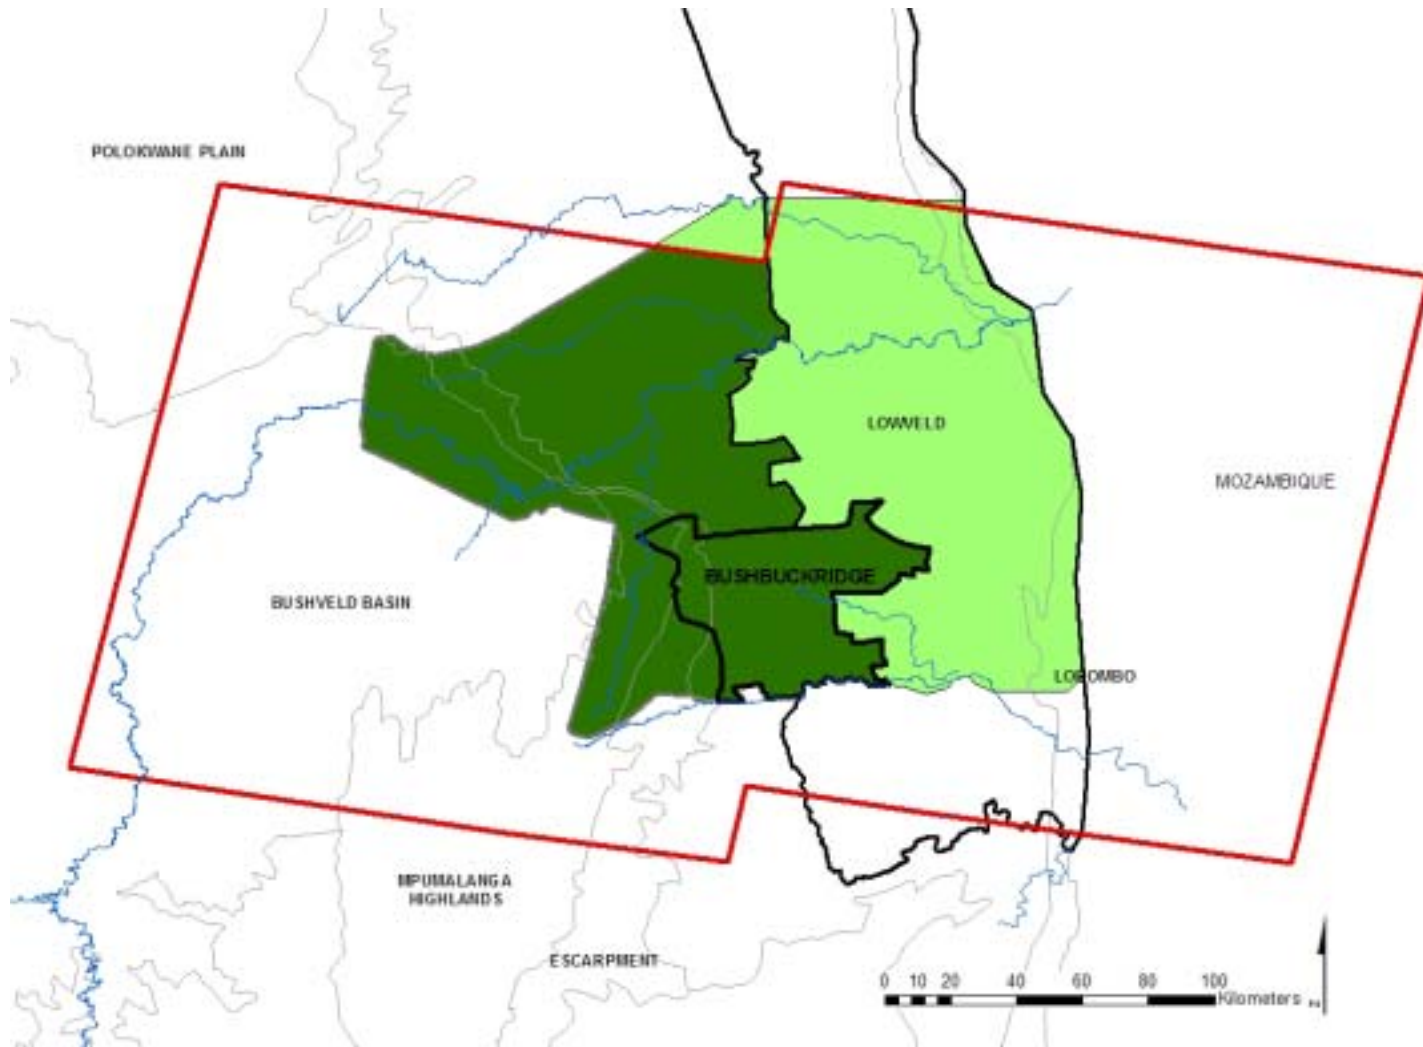 POLOKWANE PLAIN
LOWVELD
MOZAMBIQUE
BUSHBUCKRIDGE
BUSHVELD BASIN
LOBOMBO
MPUMALANGA
HIGHLANDS
ESCARPMENT
0 10 20 40 60 80 100
Kilometers
N